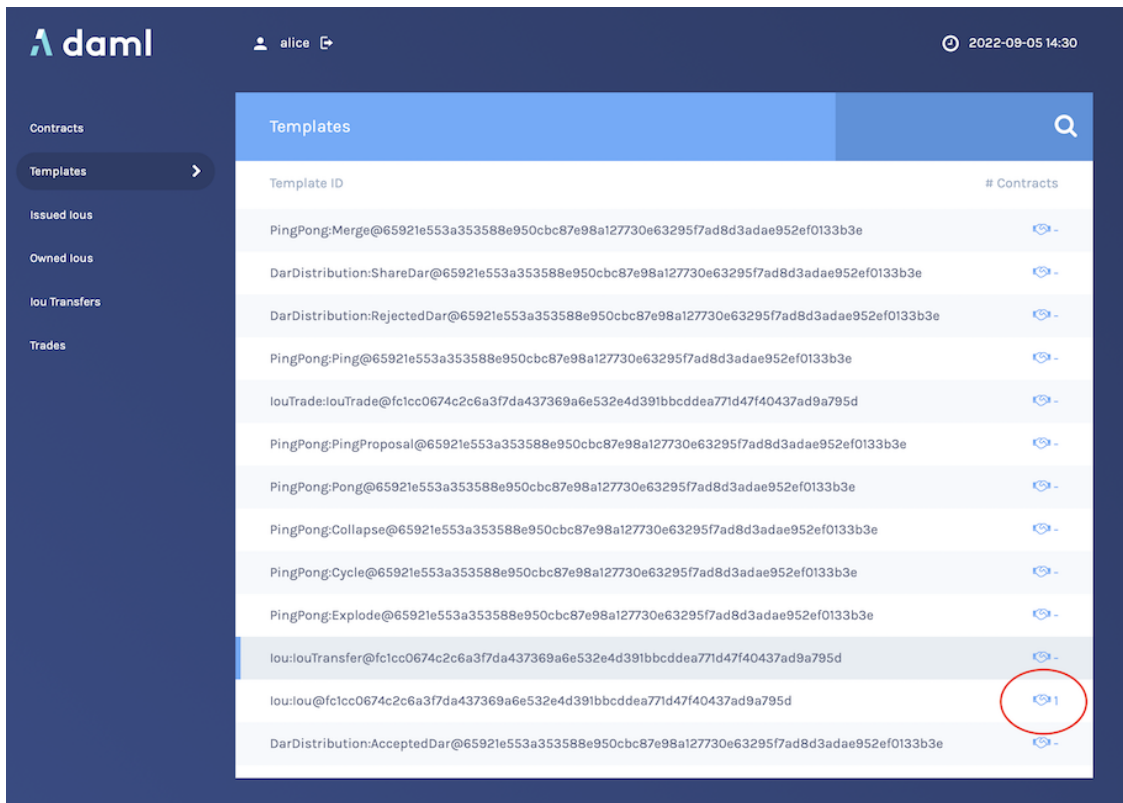 daml
alice
2022-09-05 14:30
Contracts
Templates
Issued Ious
Owned Ious
Iou Transfers
Trades
Templates
Template ID # Contracts
PingPong:Merge@65921e553a353588e950cbc87e98a127730e63295f7ad8d3adae952ef0133b3e -
DarDistribution:ShareDar@65921e553a353588e950cbc87e98a127730e63295f7ad8d3adae952ef0133b3e -
DarDistribution:RejectedDar@65921e553a353588e950cbc87e98a127730e63295f7ad8d3adae952ef0133b3e -
PingPong:Ping@65921e553a353588e950cbc87e98a127730e63295f7ad8d3adae952ef0133b3e -
IouTrade:IouTrade@fc1cc0674c2c6a3f7da437369a6e532e4d391bbcddea771d47f40437ad9a795d -
PingPong:PingProposal@65921e553a353588e950cbc87e98a127730e63295f7ad8d3adae952ef0133b3e -
PingPong:Pong@65921e553a353588e950cbc87e98a127730e63295f7ad8d3adae952ef0133b3e -
PingPong:Collapse@65921e553a353588e950cbc87e98a127730e63295f7ad8d3adae952ef0133b3e -
PingPong:Cycle@65921e553a353588e950cbc87e98a127730e63295f7ad8d3adae952ef0133b3e -
PingPong:Explode@65921e553a353588e950cbc87e98a127730e63295f7ad8d3adae952ef0133b3e -
Iou:IouTransfer@fc1cc0674c2c6a3f7da437369a6e532e4d391bbcddea771d47f40437ad9a795d -
Iou:Iou@fc1cc0674c2c6a3f7da437369a6e532e4d391bbcddea771d47f40437ad9a795d 1
DarDistribution:AcceptedDar@65921e553a353588e950cbc87e98a127730e63295f7ad8d3adae952ef0133b3e -